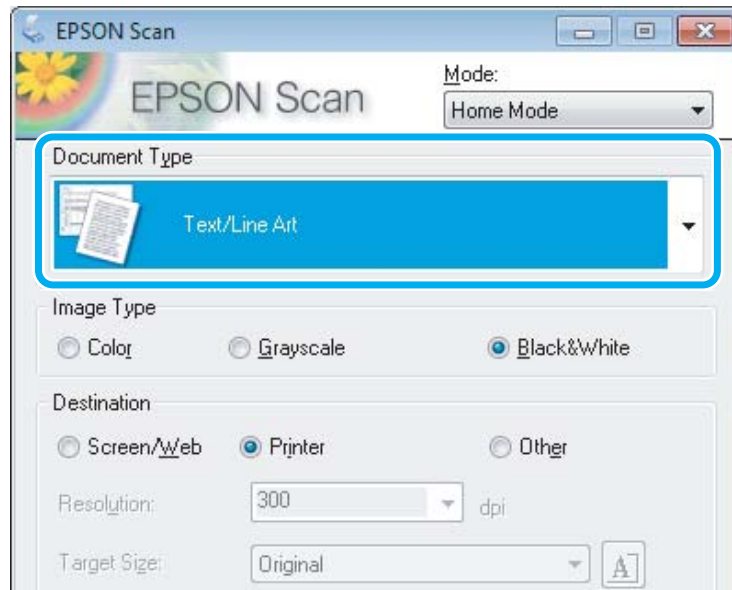 EPSON Scan
EPSON Scan
Mode:
Home Mode
Document Type
Text/Line Art
Image Type
Color Grayscale Black&White
Destination
Screen/Web Printer Other
Resolution: 300 dpi
Target Size: Original A